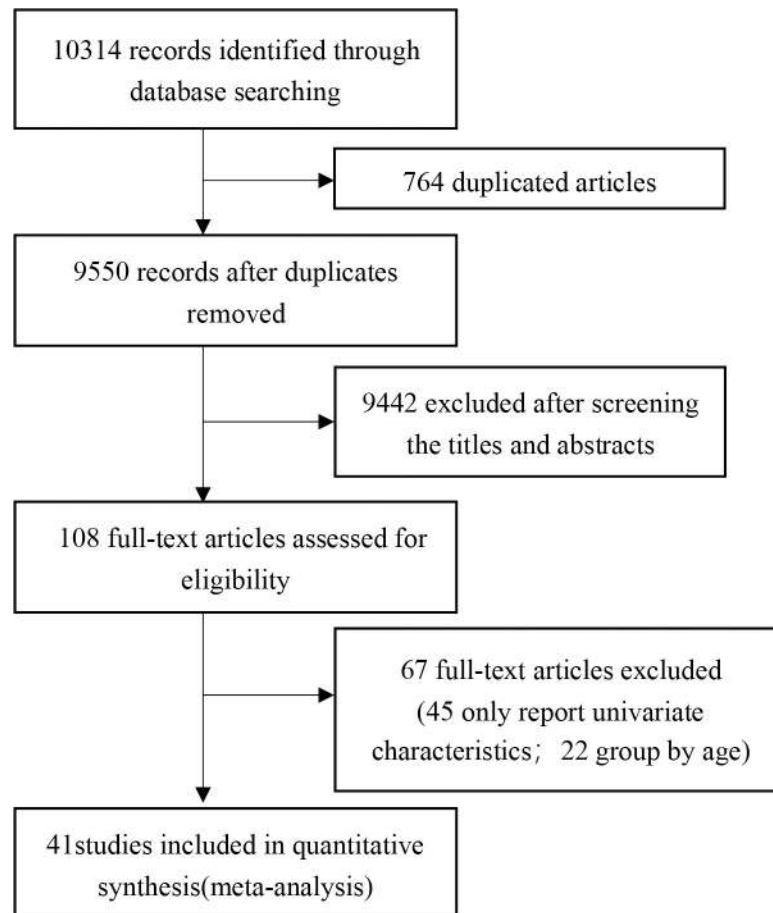 10314 records identified through
database searching
764 duplicated articles
9550 records after duplicates
removed
9442 excluded after screening
the titles and abstracts
108 full-text articles assessed for
eligibility
67 full-text articles excluded
(45 only report univariate
characteristics；22 group by age)
41studies included in quantitative
synthesis(meta-analysis)